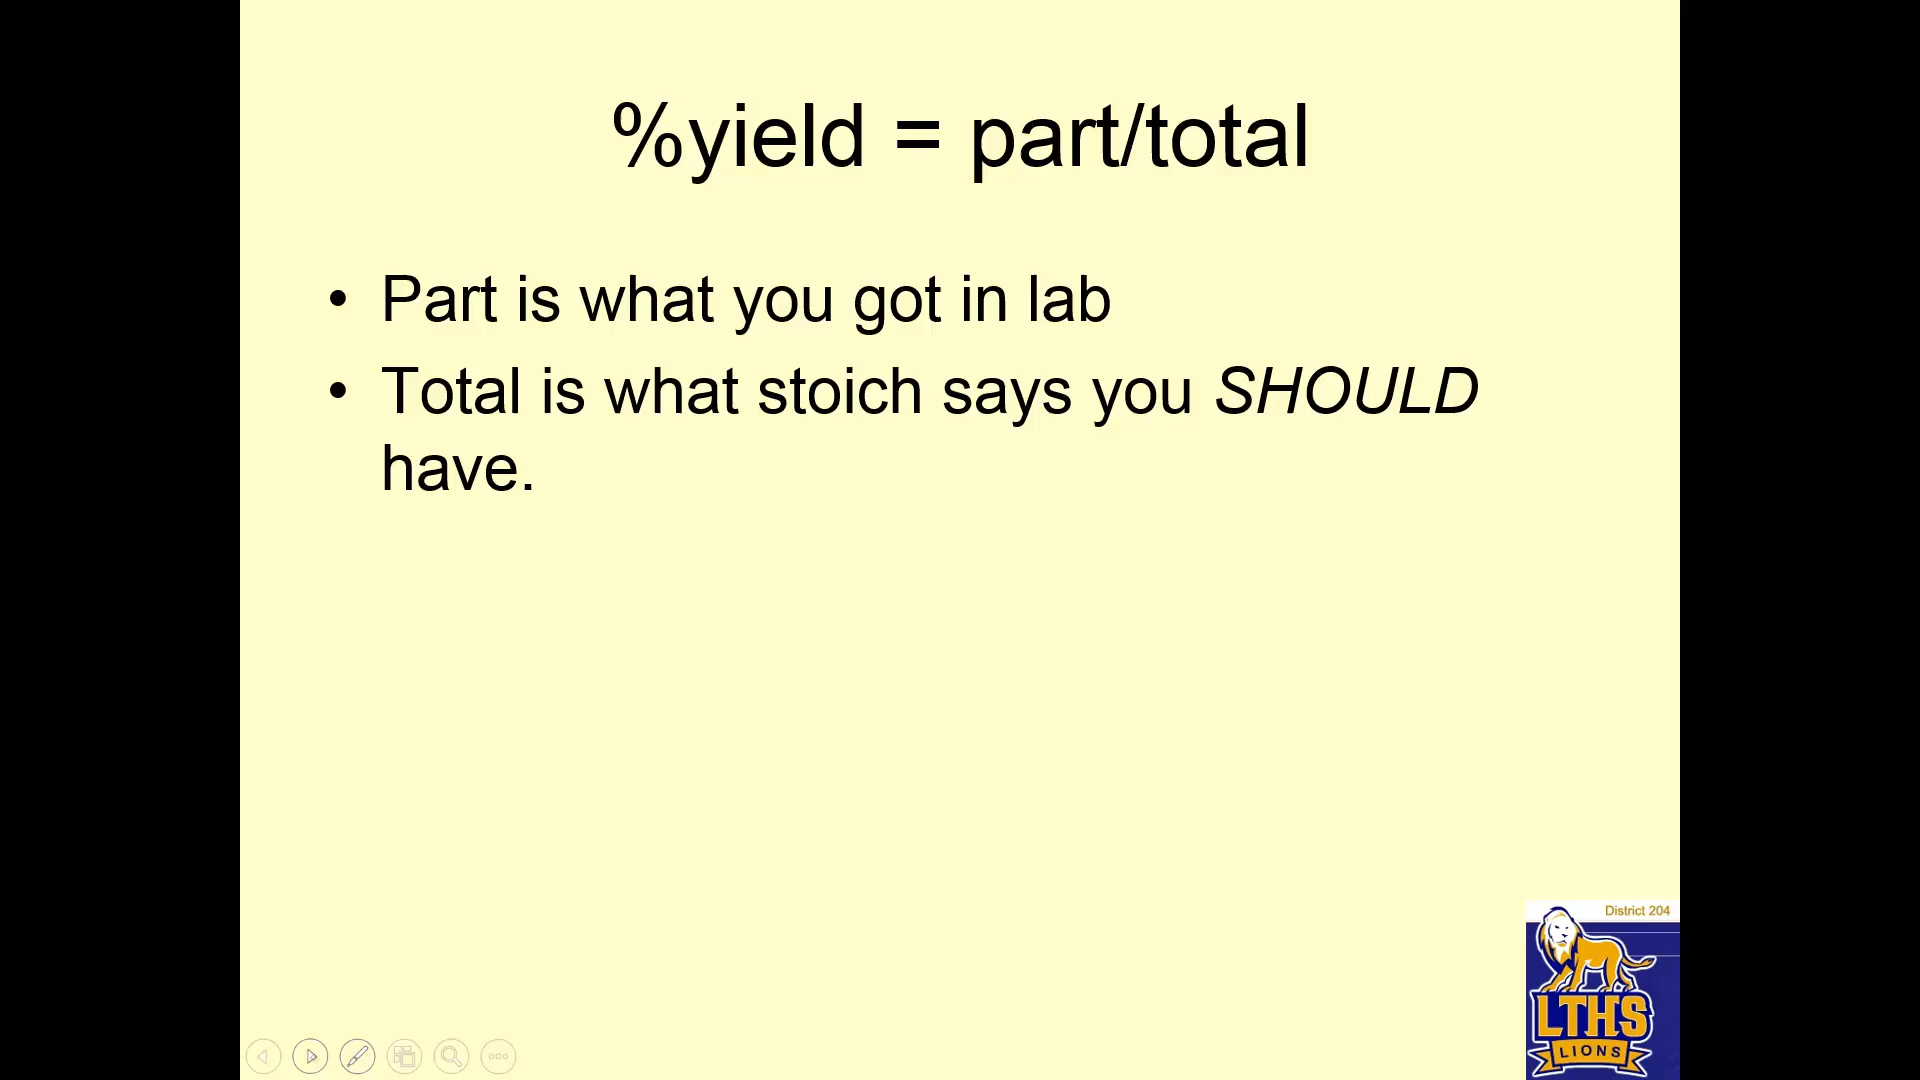 %yield = part/total
• Part is what you got in lab
• Total is what stoich says you SHOULD
have.
District 204
LTHS
LIONS